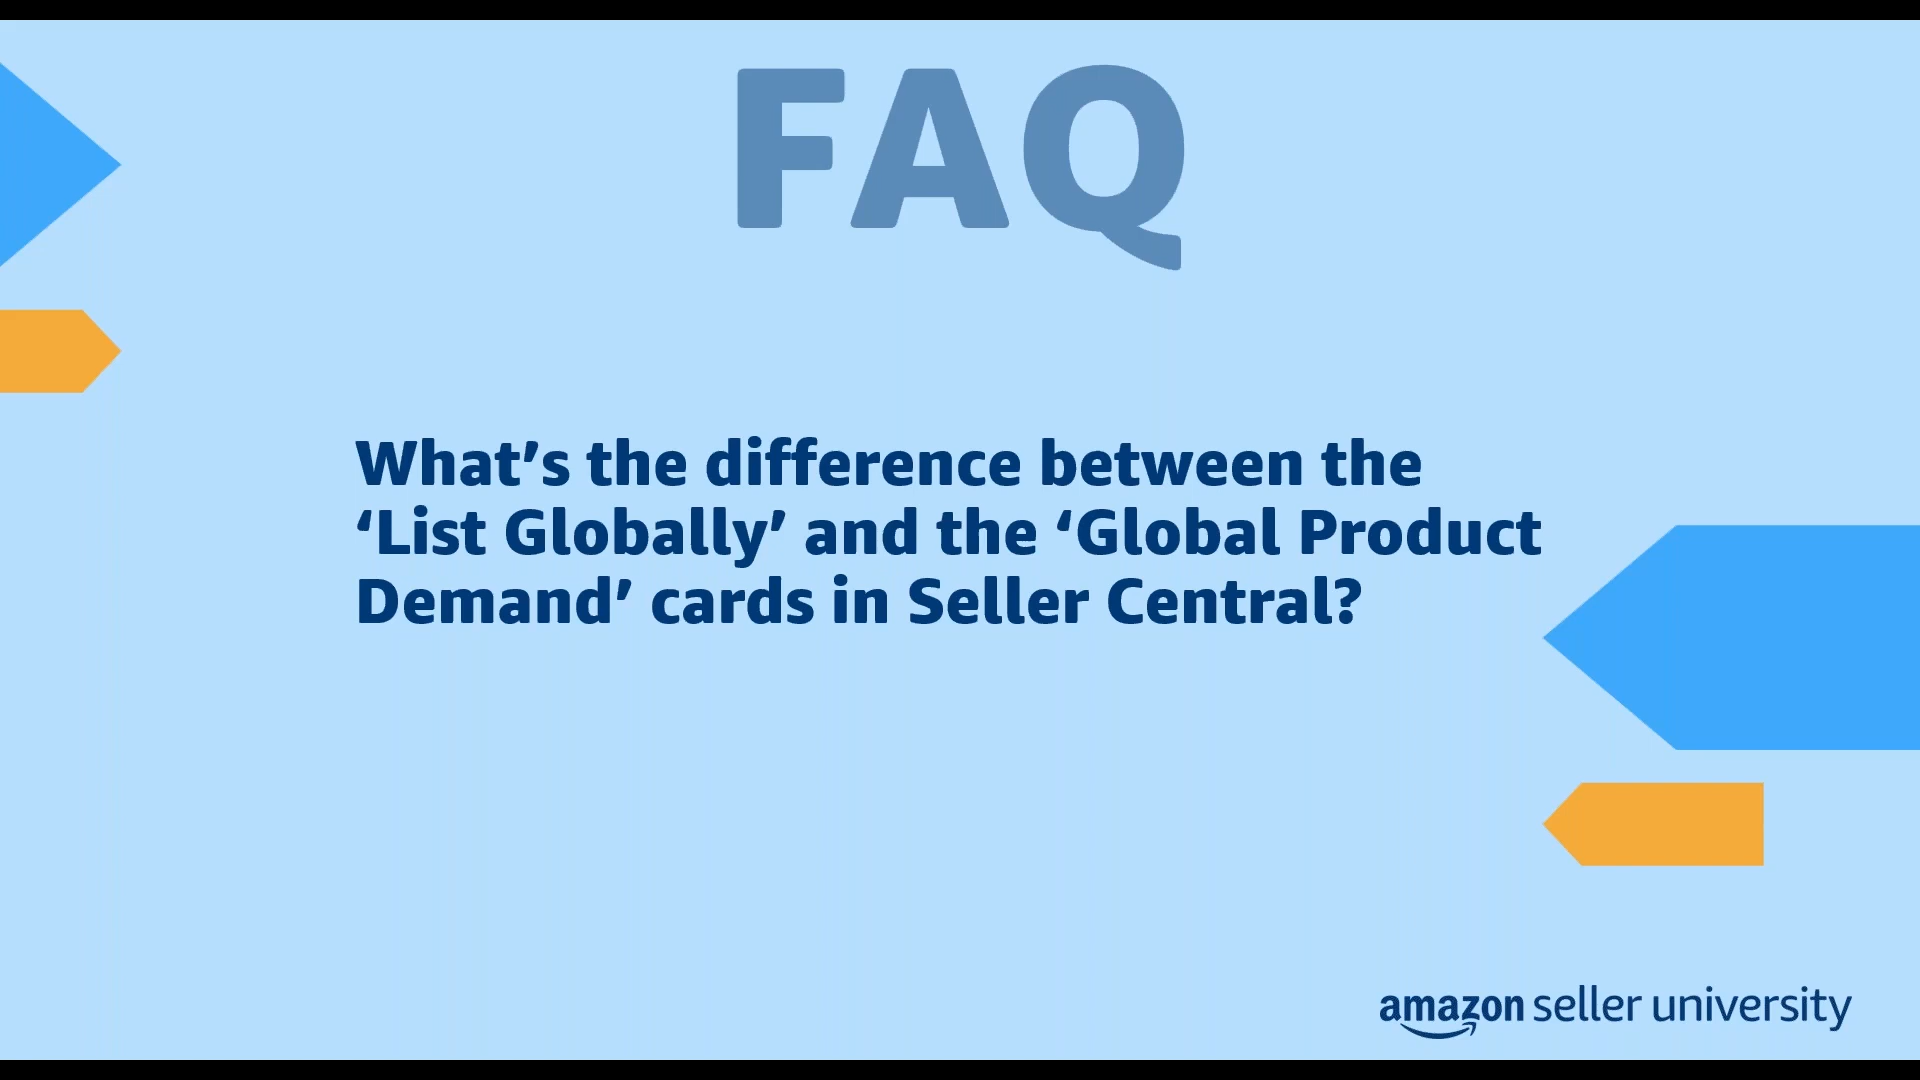 FAQ
What’s the difference between the
‘List Globally’ and the ‘Global Product
Demand’ cards in Seller Central?
amazon seller university